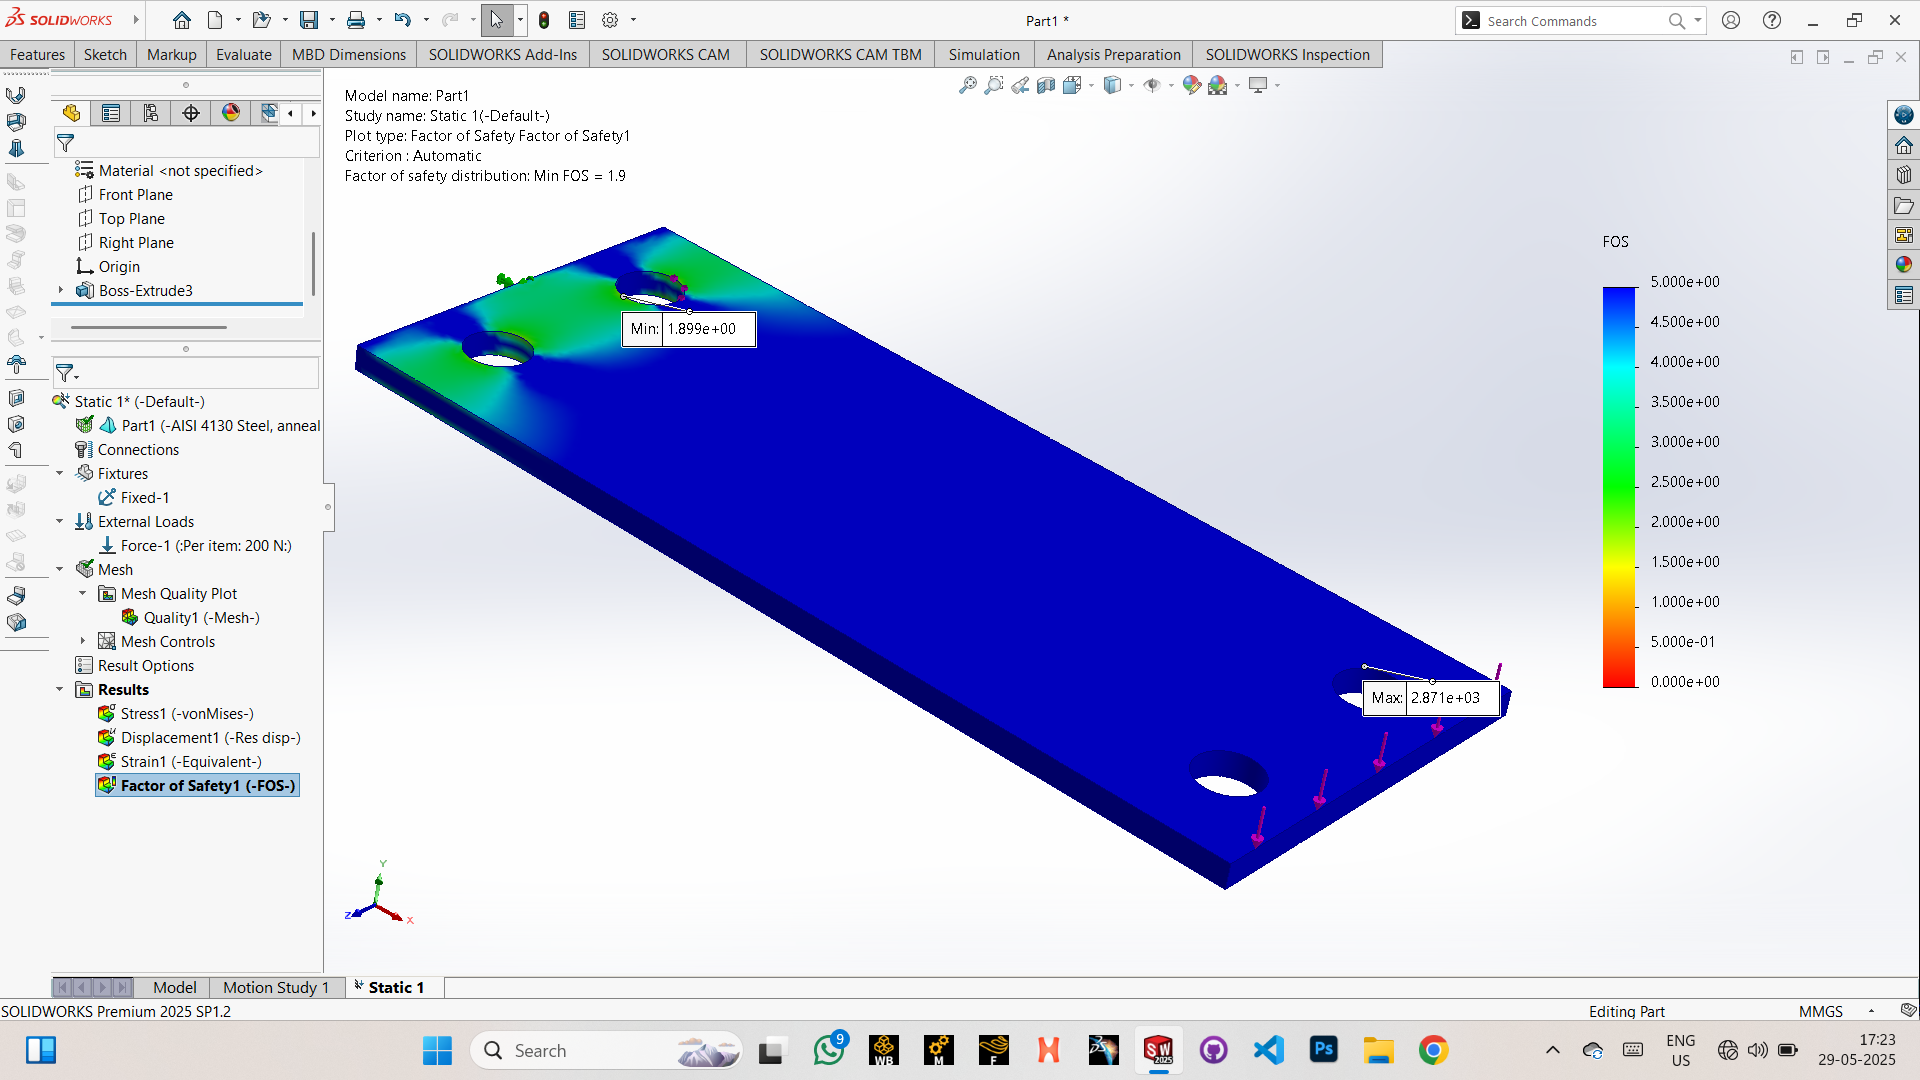 SOLIDWORKS
Part1 *
Search Commands
Features
Sketch
Markup
Evaluate
MBD Dimensions
SOLIDWORKS Add-Ins
SOLIDWORKS CAM
SOLIDWORKS CAM TBM
Simulation
Analysis Preparation
SOLIDWORKS Inspection
Material <not specified>
Front Plane
Top Plane
Right Plane
Origin
Boss-Extrude3
Static 1* (-Default-)
Part1 (-AISI 4130 Steel, anneal
Connections
Fixtures
Fixed-1
External Loads
Force-1 (:Per item: 200 N:)
Mesh
Mesh Quality Plot
Quality1 (-Mesh-)
Mesh Controls
Result Options
Results
Stress1 (-vonMises-)
Displacement1 (-Res disp-)
Strain1 (-Equivalent-)
Factor of Safety1 (-FOS-)
Model name: Part1
Study name: Static 1(-Default-)
Plot type: Factor of Safety Factor of Safety1
Criterion : Automatic
Factor of safety distribution: Min FOS = 1.9
Min: 1.899e+00
Max: 2.871e+03
FOS
5.000e+00
4.500e+00
4.000e+00
3.500e+00
3.000e+00
2.500e+00
2.000e+00
1.500e+00
1.000e+00
5.000e-01
0.000e+00
Y
Z
X
Model
Motion Study 1
Static 1
SOLIDWORKS Premium 2025 SP1.2
Editing Part
MMGS
Search
9
WB
M
F
SW
2025
Ps
ENG
US
17:23
29-05-2025